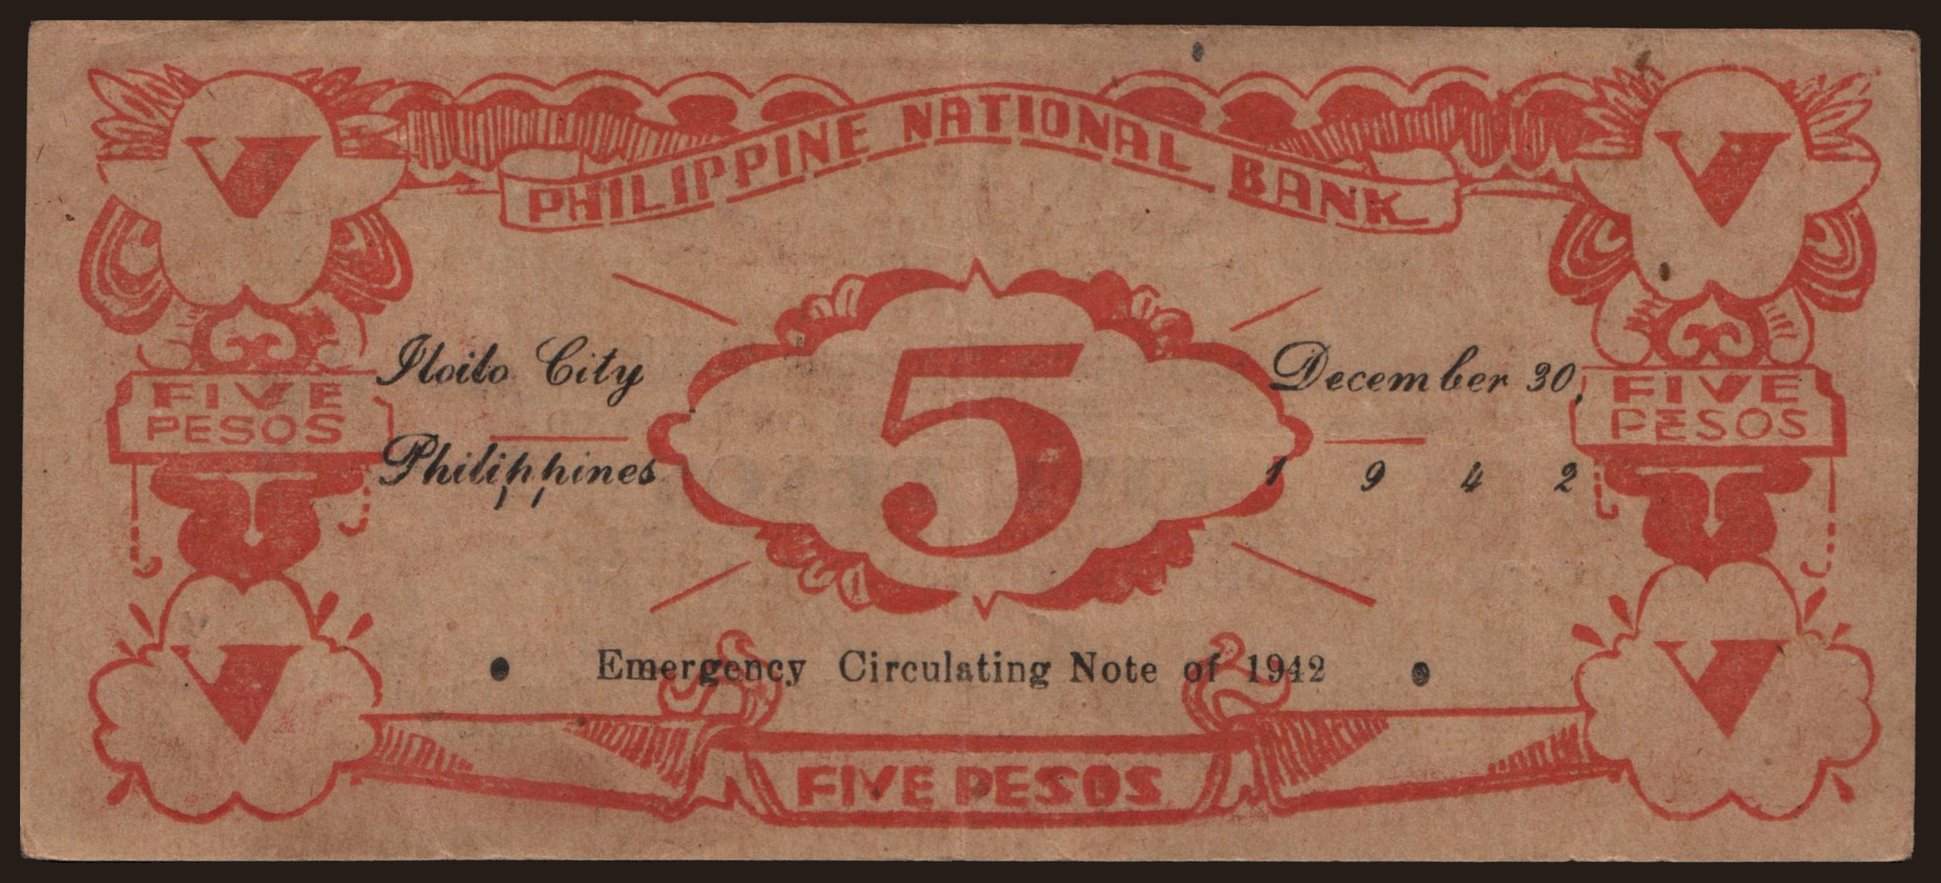 PHILIPPINE NATIONAL BANK
V
V
Iloilo City
December 30,
FIVE
PESOS
5
FIVE
PESOS
Philippines
1 9 4 2
Emergency Circulating Note of 1942
V
V
FIVE PESOS